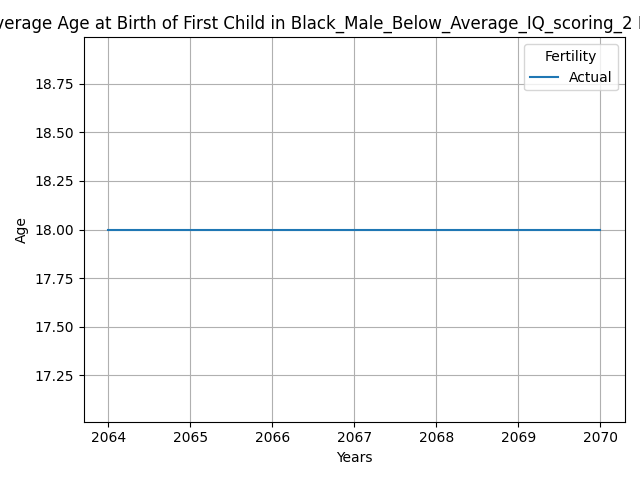 verage Age at Birth of First Child in Black_Male_Below_Average_IQ_scoring_2
Fertility
Actual
18.75
18.50
18.25
18.00
17.75
17.50
17.25
Age
2064 2065 2066 2067 2068 2069 2070
Years